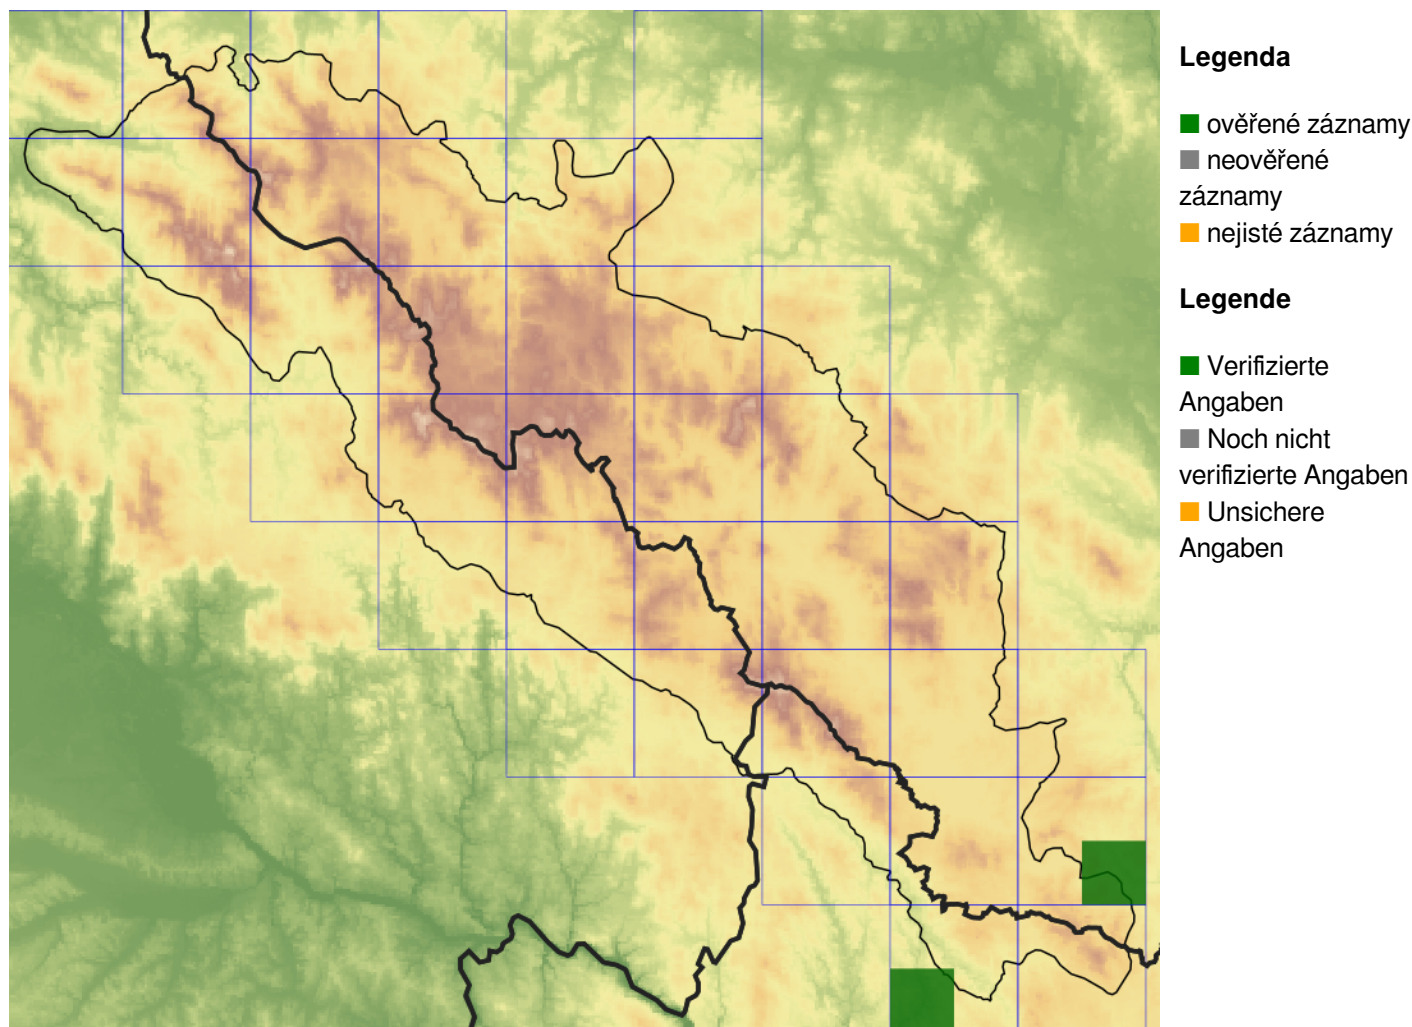 Legenda
ověřené záznamy
neověřené
záznamy
nejisté záznamy
Legende
Verifizierte
Angaben
Noch nicht
verifizierte Angaben
Unsichere
Angaben